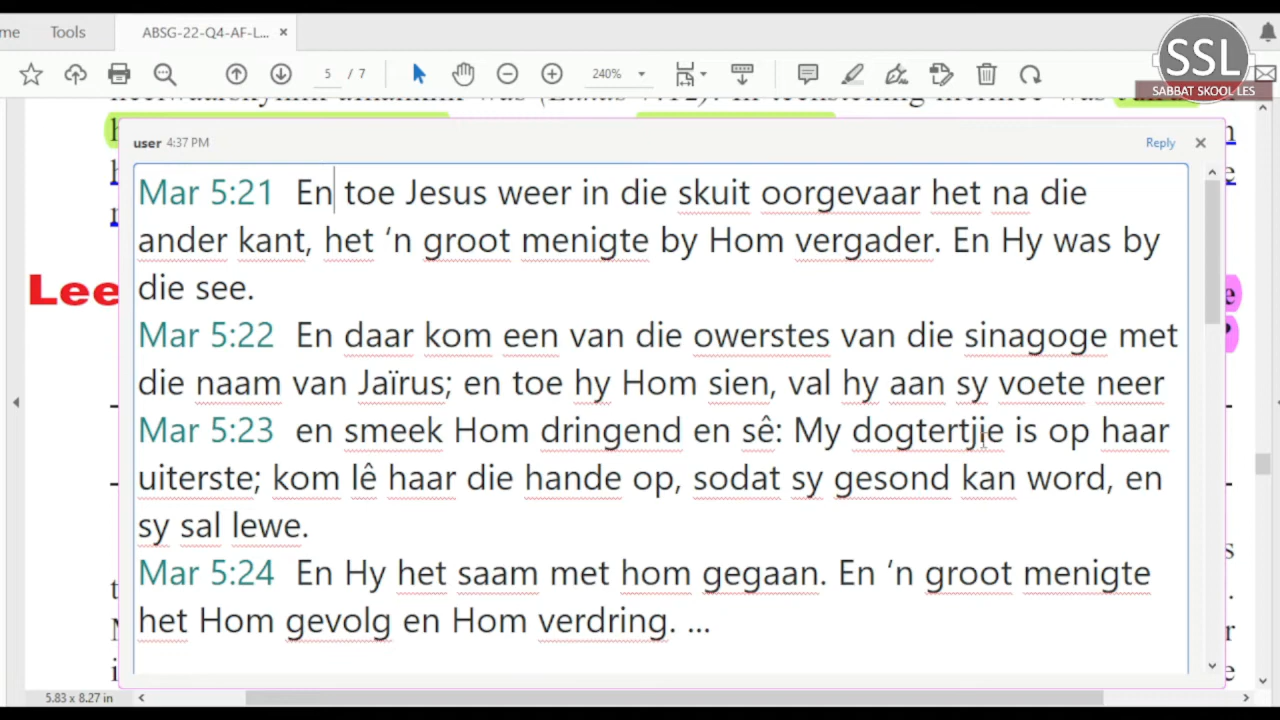 me Tools ABSG-22-Q4-AF-L... ×
SSL
SABBAT SKOOL LES
5 / 7 240%
user 4:37 PM Reply
Mar 5:21 En toe Jesus weer in die skuit oorgevaar het na die
ander kant, het ‘n groot menigte by Hom vergader. En Hy was by
die see.
Mar 5:22 En daar kom een van die owerstes van die sinagoge met
die naam van Jaïrus; en toe hy Hom sien, val hy aan sy voete neer
Mar 5:23 en smeek Hom dringend en sê: My dogtertjie is op haar
uiterste; kom lê haar die hande op, sodat sy gesond kan word, en
sy sal lewe.
Mar 5:24 En Hy het saam met hom gegaan. En ‘n groot menigte
het Hom gevolg en Hom verdring. ...
Lee
5.83 x 8.27 in